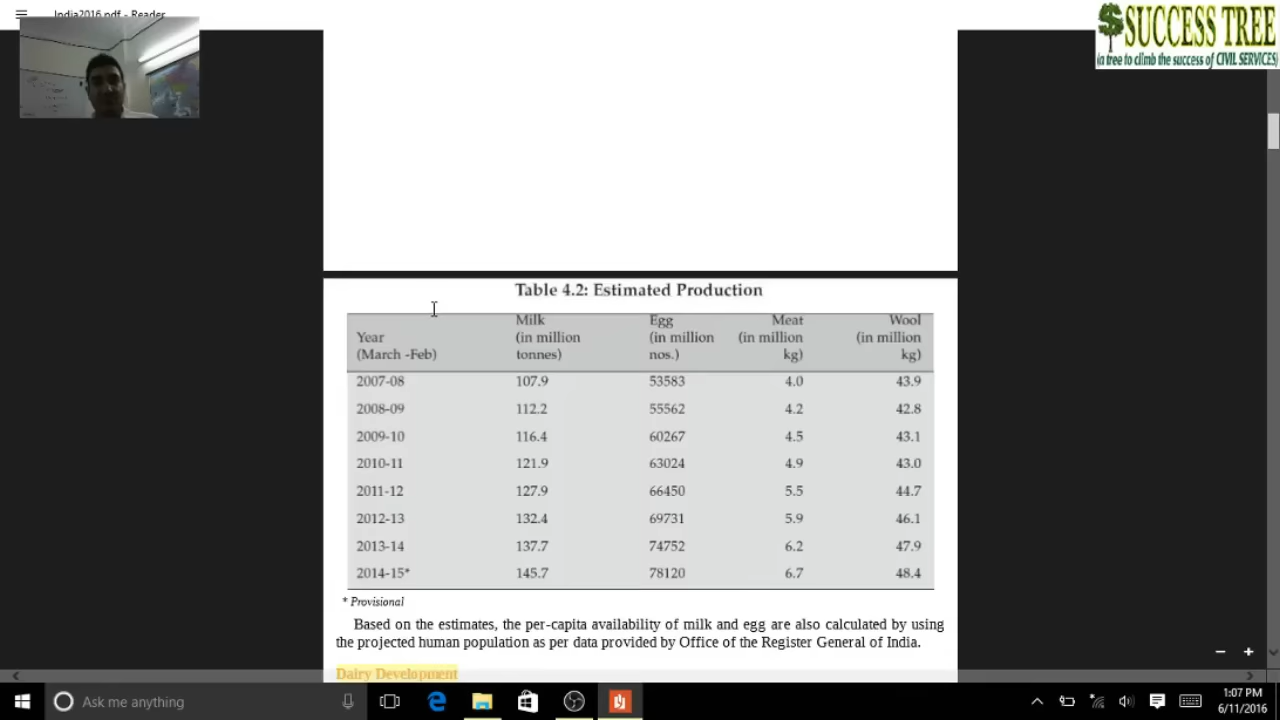 India2016.pdf - Reader
SUCCESS TREE
(a tree to climb the success of CIVIL SERVICES)
Table 4.2: Estimated Production
Year (March -Feb) Milk (in million tonnes) Egg (in million nos.) Meat (in million kg) Wool (in million kg)
2007-08 107.9 53583 4.0 43.9
2008-09 112.2 55562 4.2 42.8
2009-10 116.4 60267 4.5 43.1
2010-11 121.9 63024 4.9 43.0
2011-12 127.9 66450 5.5 44.7
2012-13 132.4 69731 5.9 46.1
2013-14 137.7 74752 6.2 47.9
2014-15* 145.7 78120 6.7 48.4
* Provisional
Based on the estimates, the per-capita availability of milk and egg are also calculated by using
the projected human population as per data provided by Office of the Register General of India.
Dairy Development
Ask me anything
1:07 PM
6/11/2016